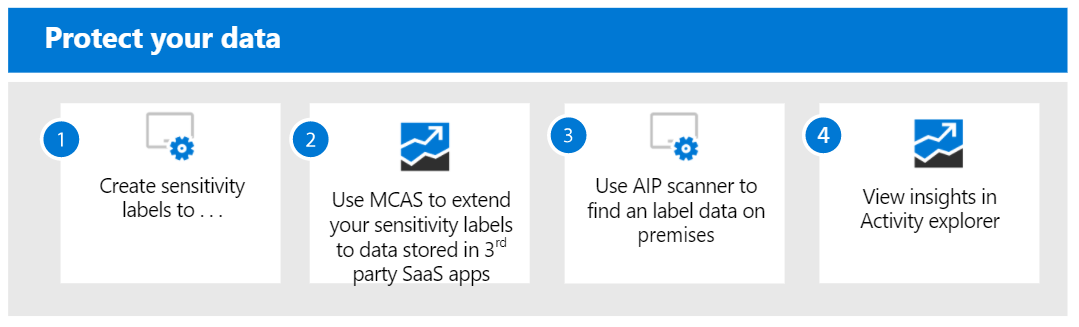 Protect your data
1
Create sensitivity
labels to . . .
2
Use MCAS to extend
your sensitivity labels
to data stored in 3rd
party SaaS apps
3
Use AIP scanner to
find an label data on
premises
4
View insights in
Activity explorer